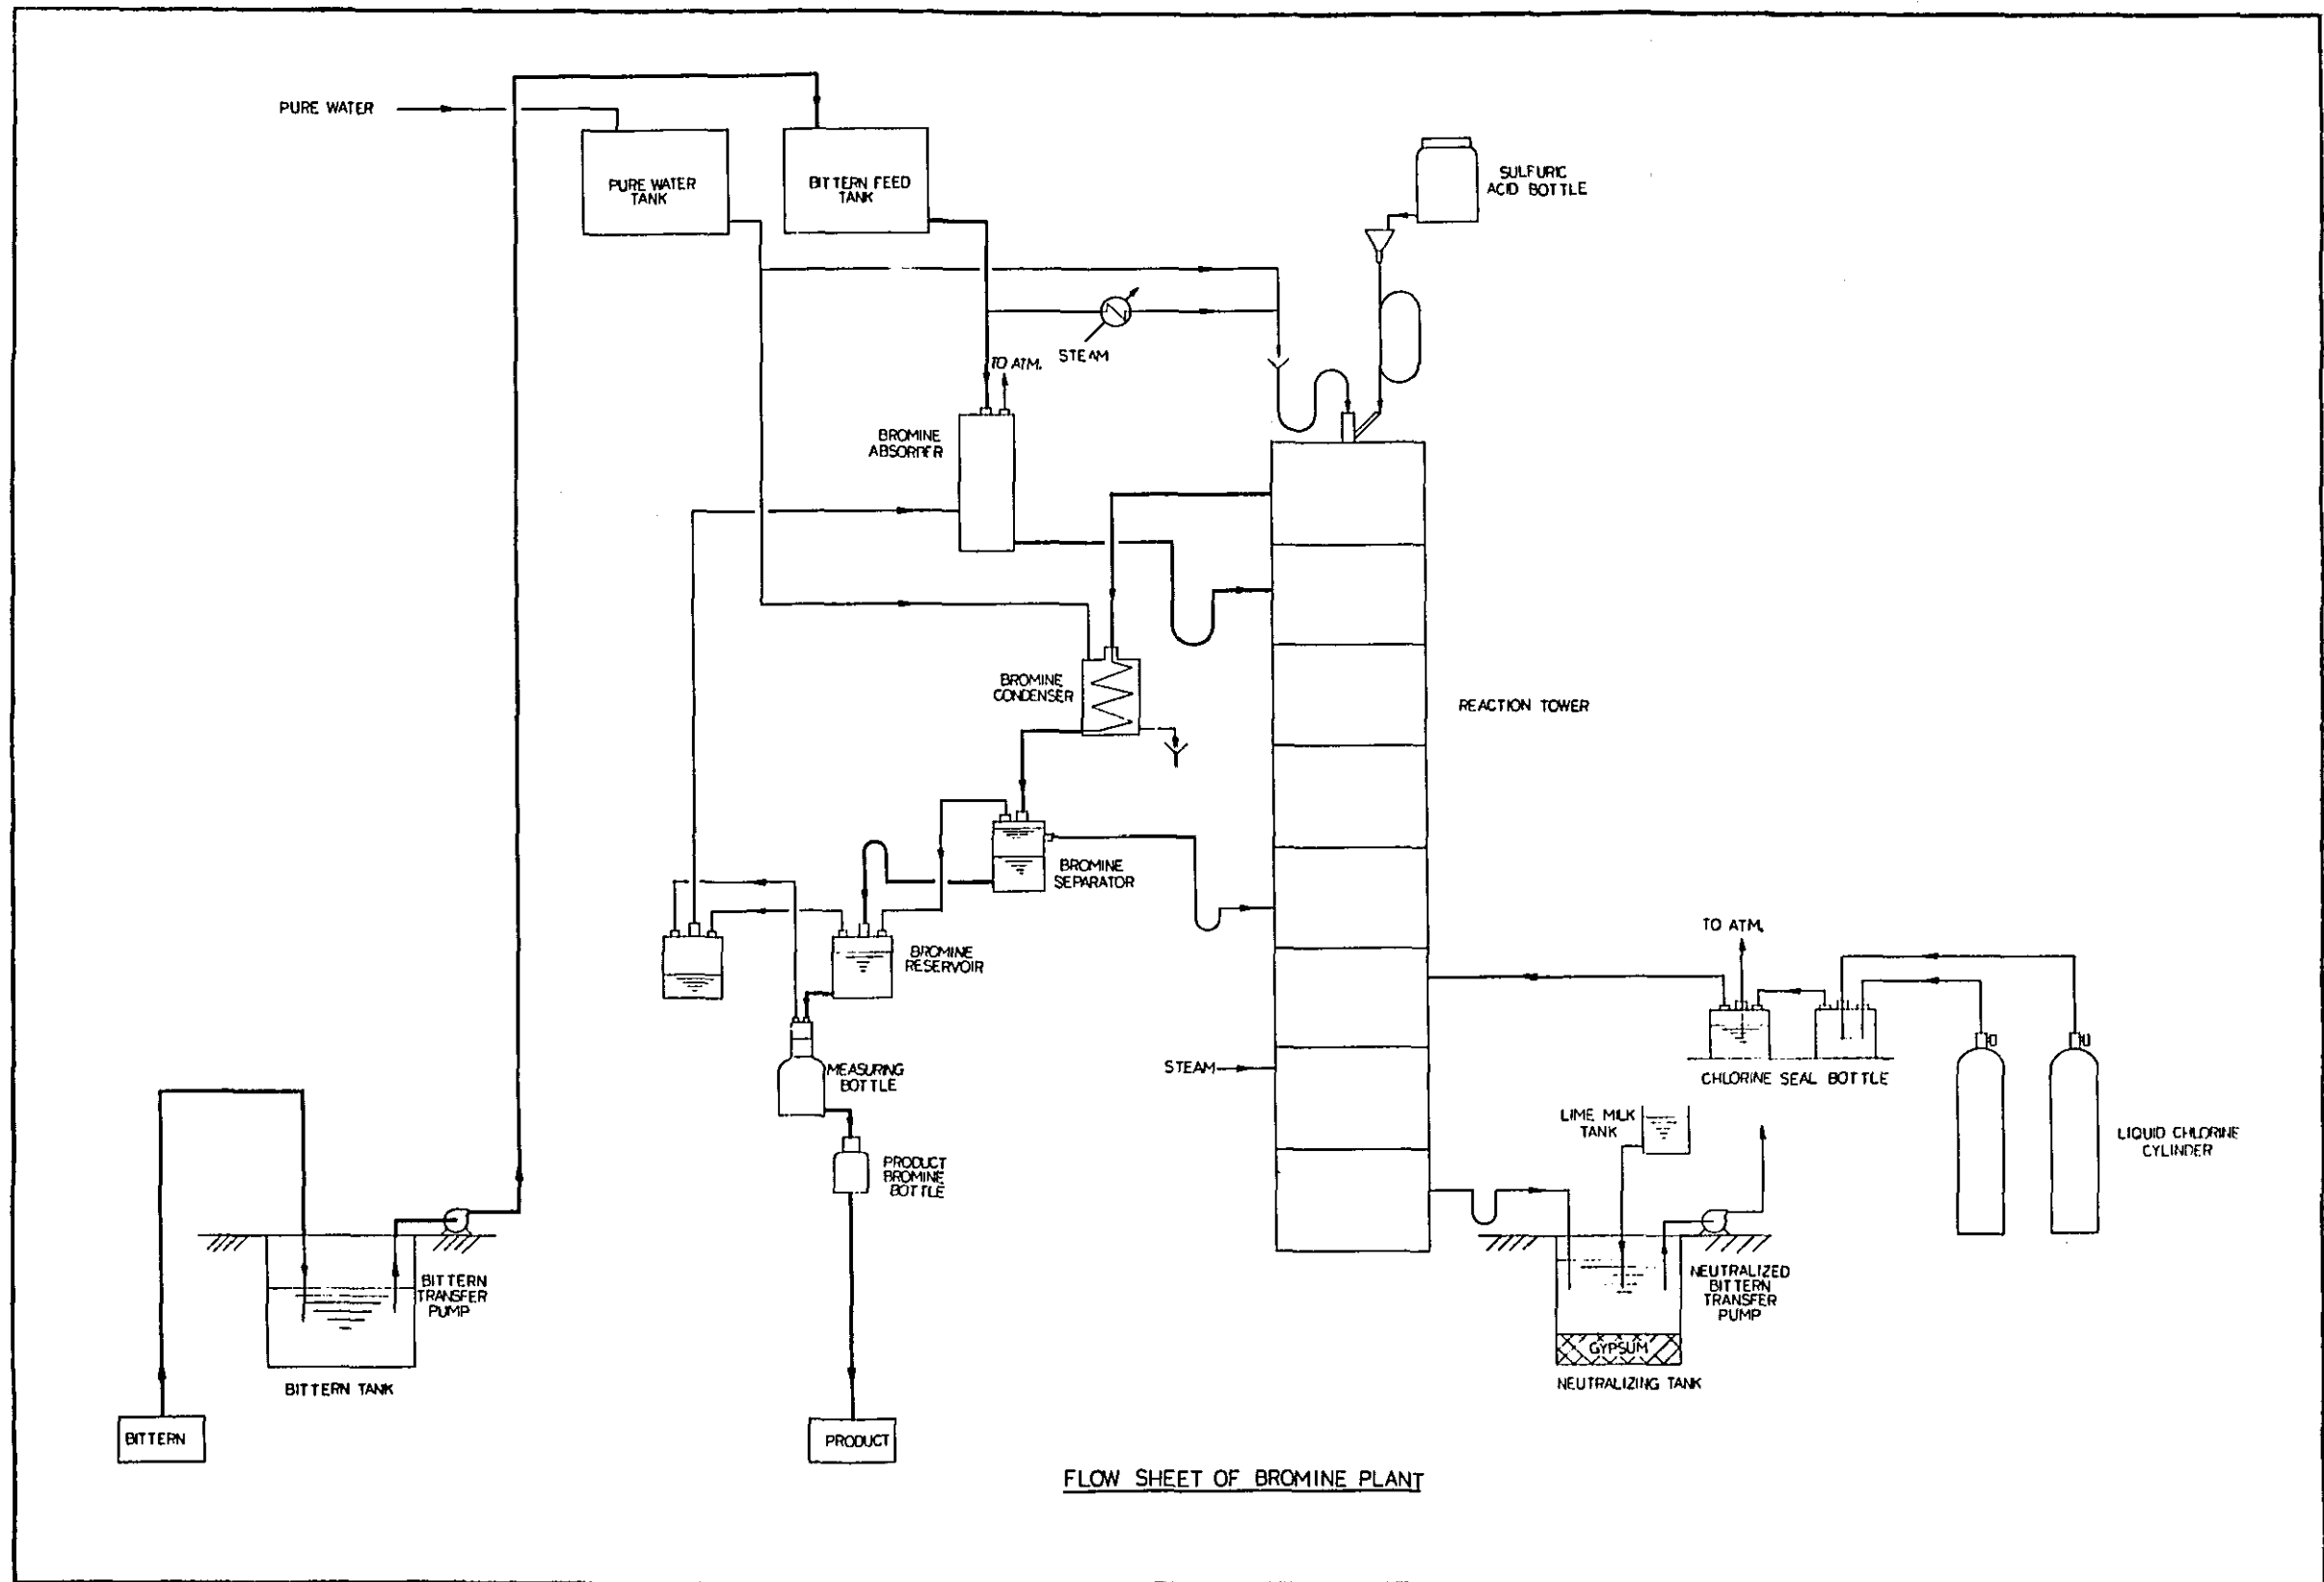 PURE WATER
PURE WATER
TANK
BITTERN FEED
TANK
SULFURIC
ACID BOTTLE
STEAM
TO ATM.
BROMINE
ABSORBER
BROMINE
CONDENSER
REACTION TOWER
BROMINE
SEPARATOR
BROMINE
RESERVOIR
TO ATM.
STEAM
MEASURING
BOTTLE
CHLORINE SEAL BOTTLE
LIME MILK
TANK
LIQUID CHLORINE
CYLINDER
PRODUCT
BROMINE
BOTTLE
BITTERN
TRANSFER
PUMP
NEUTRALIZED
BITTERN
TRANSFER
PUMP
GYPSUM
BITTERN TANK
NEUTRALIZING TANK
BITTERN
PRODUCT
FLOW SHEET OF BROMINE PLANT